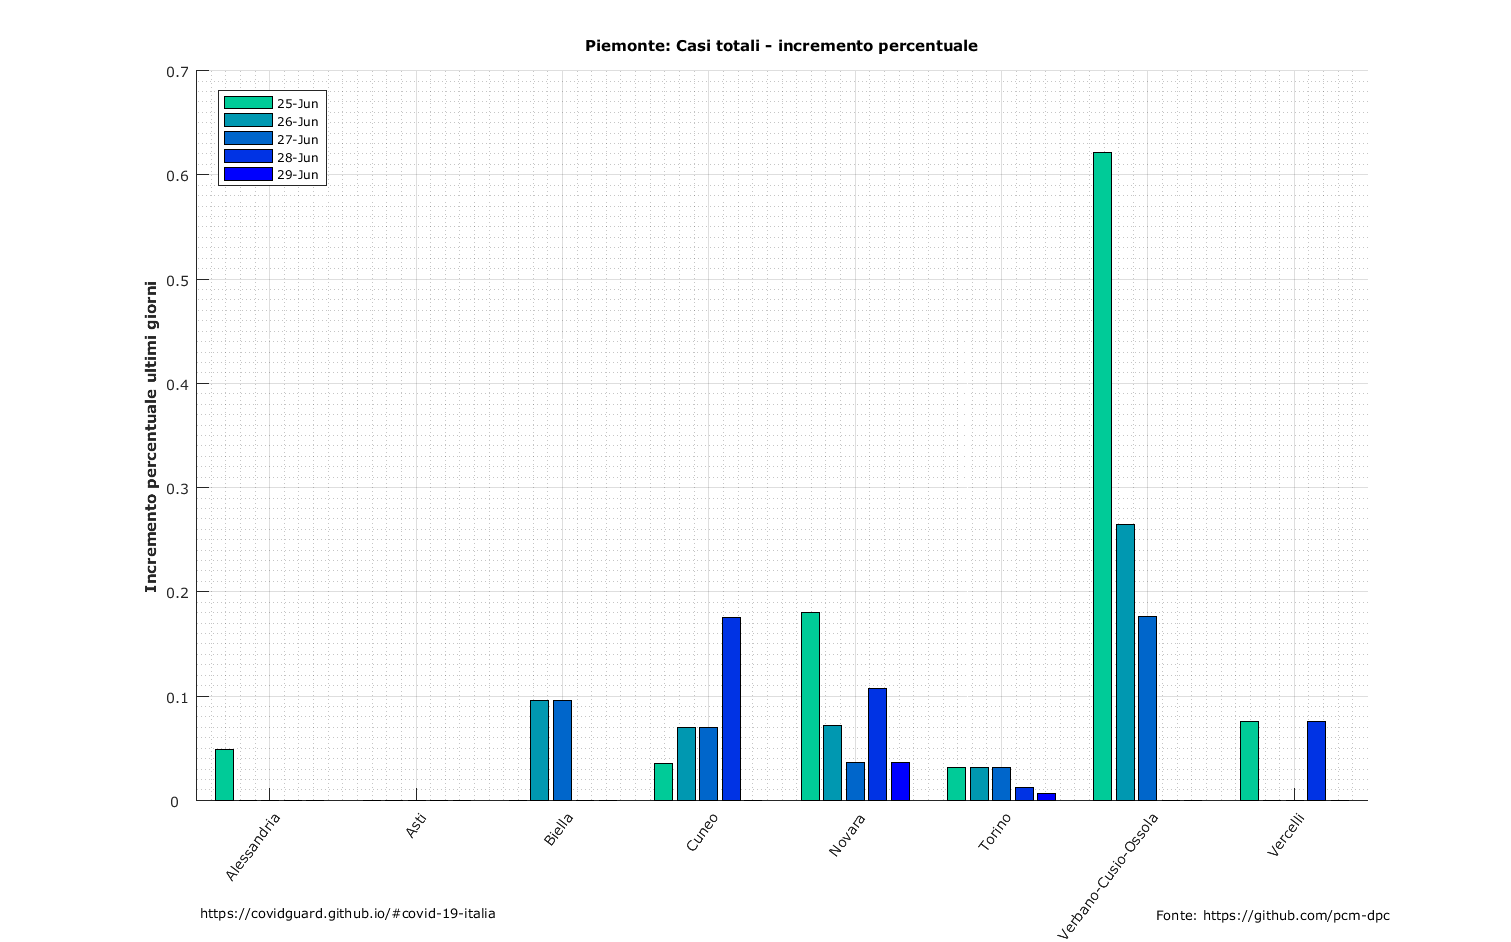 Piemonte: Casi totali - incremento percentuale
25-Jun
26-Jun
27-Jun
28-Jun
29-Jun
Incremento percentuale ultimi giorni
0.7
0.6
0.5
0.4
0.3
0.2
0.1
0
Alessandria
Asti
Biella
Cuneo
Novara
Torino
Verbano-Cusio-Ossola
Vercelli
https://covidguard.github.io/#covid-19-italia
Fonte: https://github.com/pcm-dpc